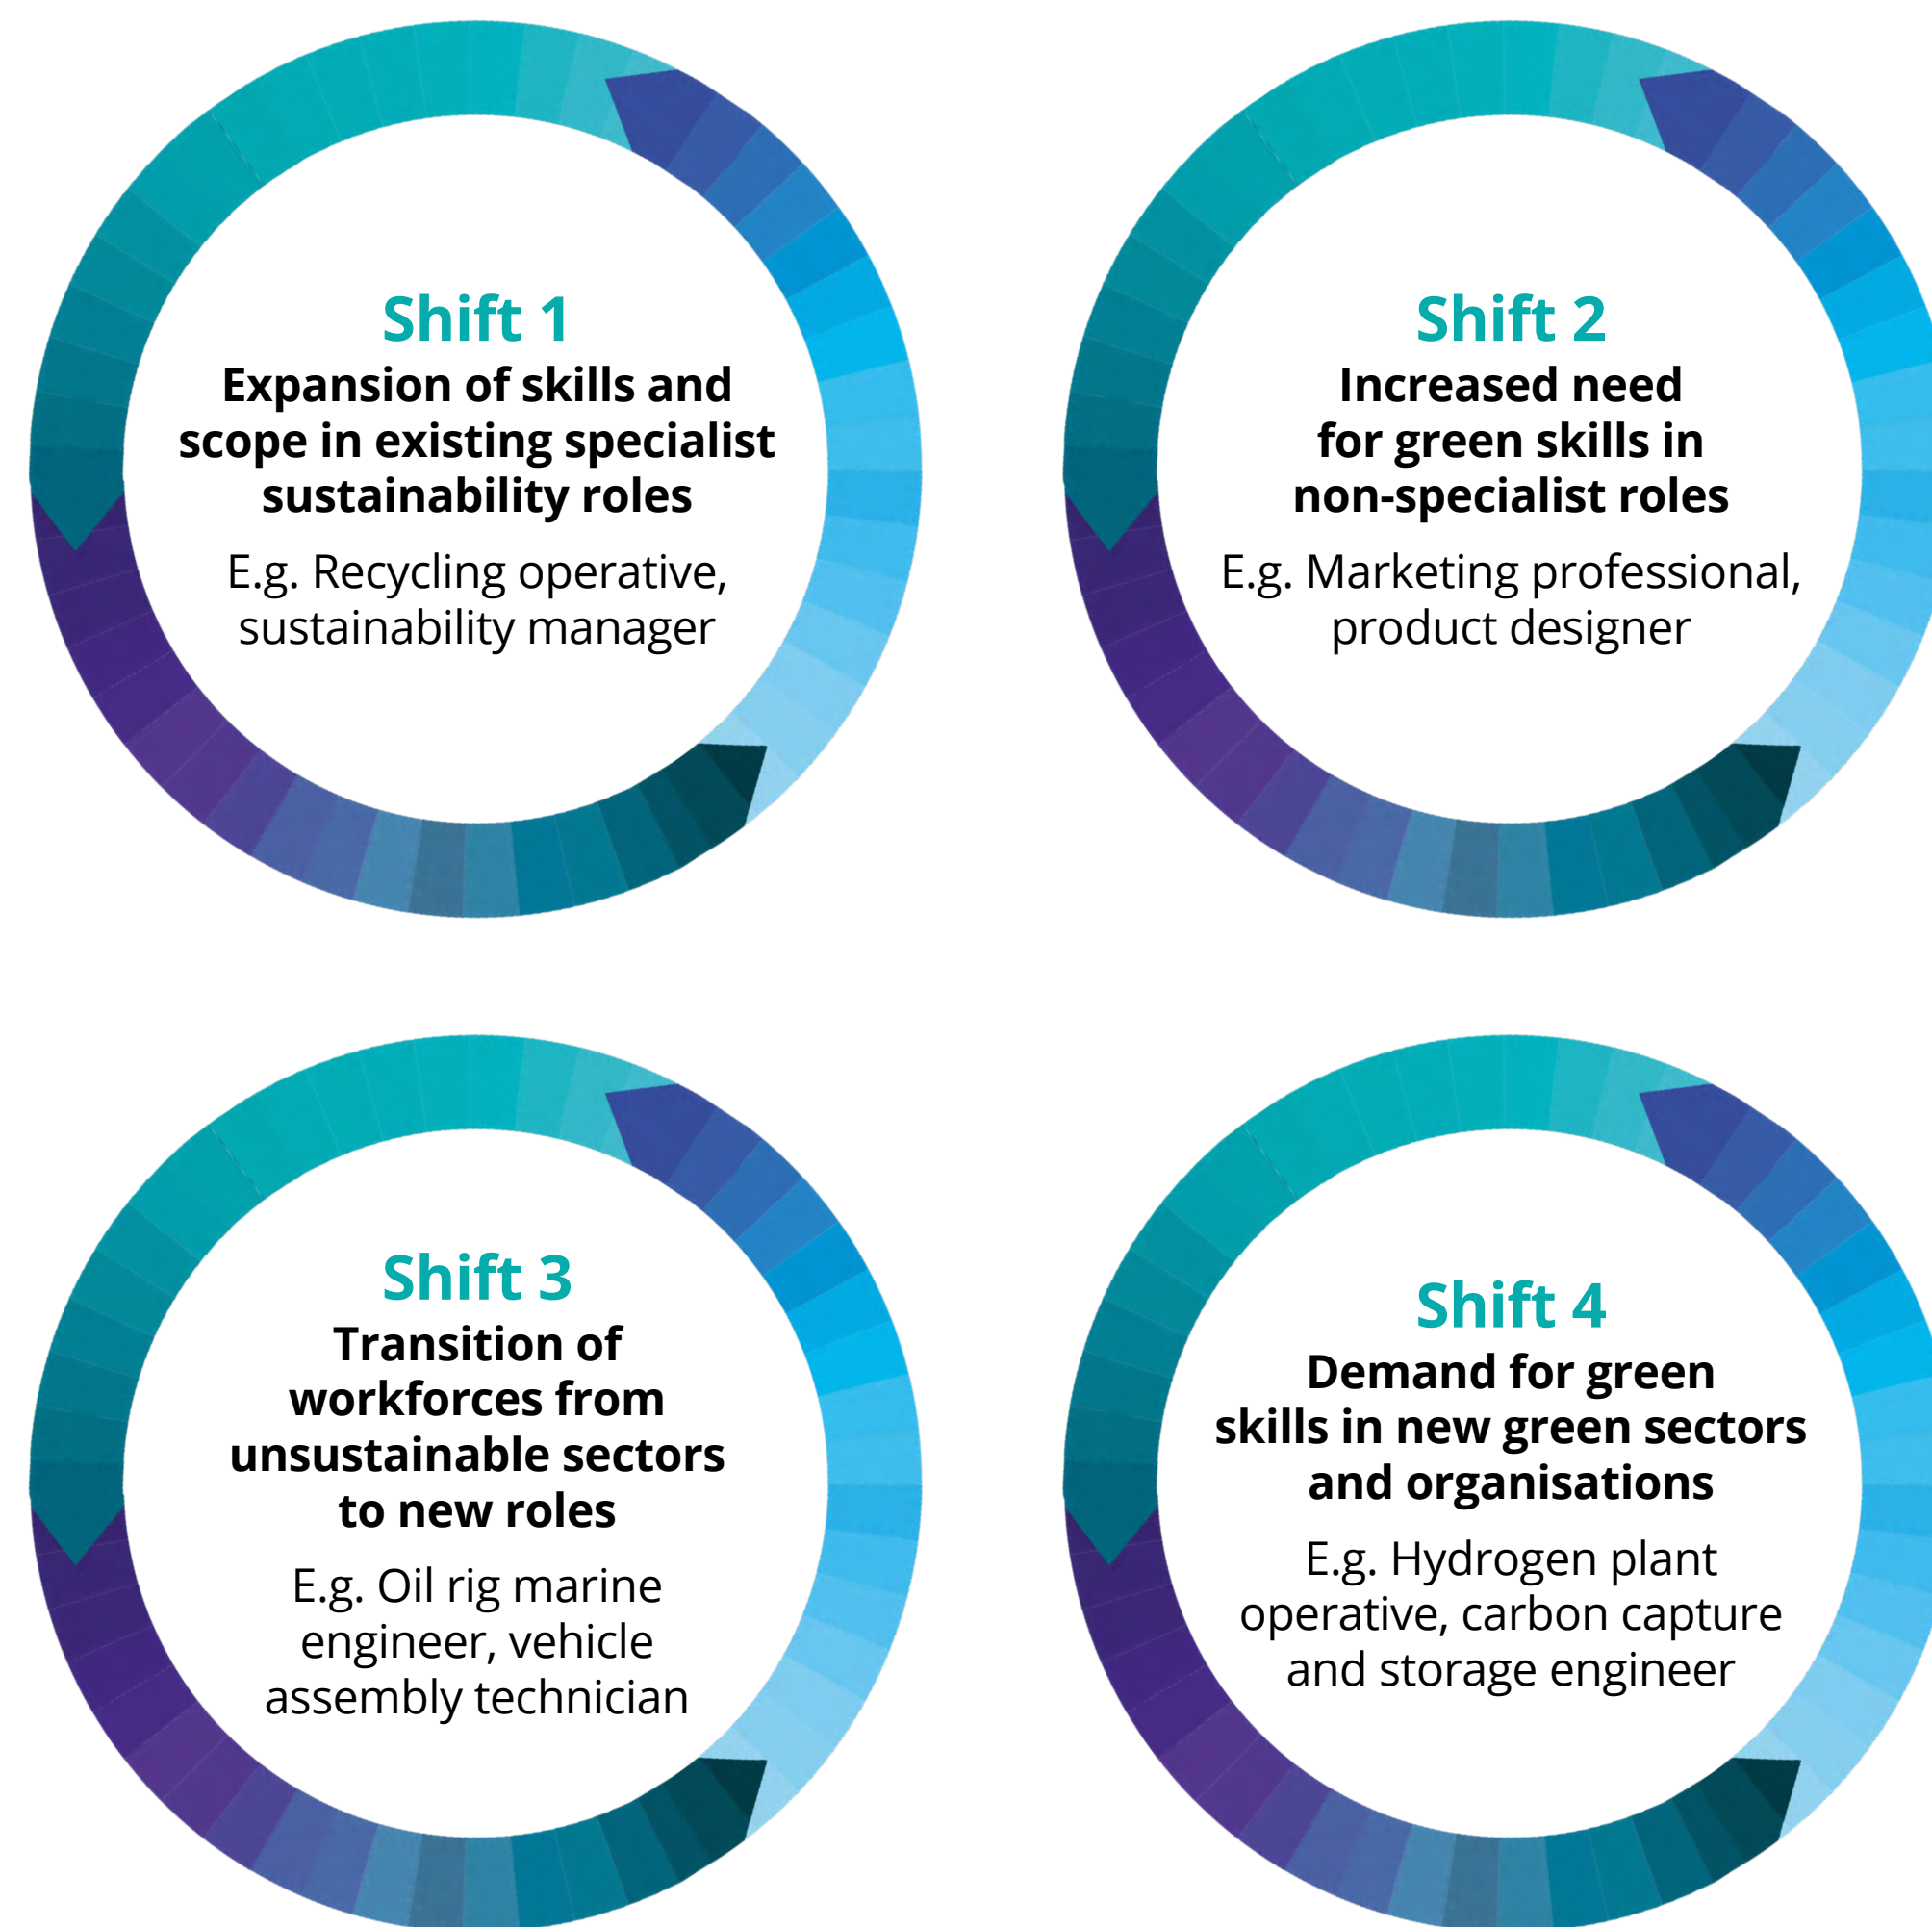 Shift 1
Expansion of skills and
scope in existing specialist
sustainability roles
E.g. Recycling operative,
sustainability manager
Shift 2
Increased need
for green skills in
non-specialist roles
E.g. Marketing professional,
product designer
Shift 3
Transition of
workforces from
unsustainable sectors
to new roles
E.g. Oil rig marine
engineer, vehicle
assembly technician
Shift 4
Demand for green
skills in new green sectors
and organisations
E.g. Hydrogen plant
operative, carbon capture
and storage engineer